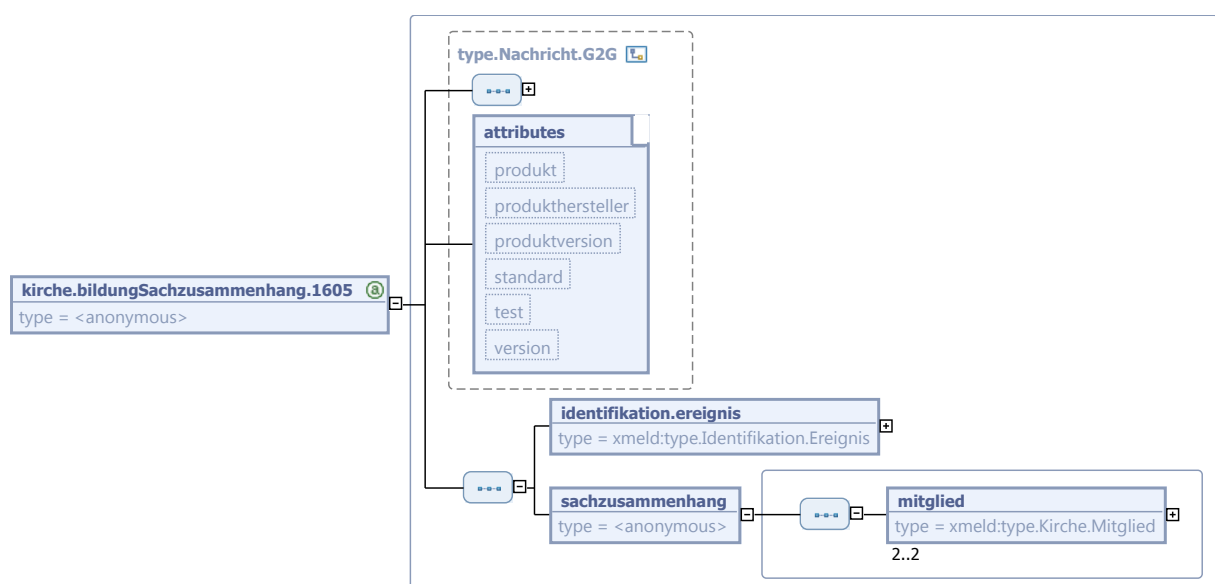 type.Nachricht.G2G
attributes
produkt
produkthersteller
produktversion
standard
test
version
kirche.bildungSachzusammenhang.1605 a
type = <anonymous>
identifikation.ereignis
type = xmeld:type.Identifikation.Ereignis
sachzusammenhang
type = <anonymous>
mitglied
type = xmeld:type.Kirche.Mitglied
2..2